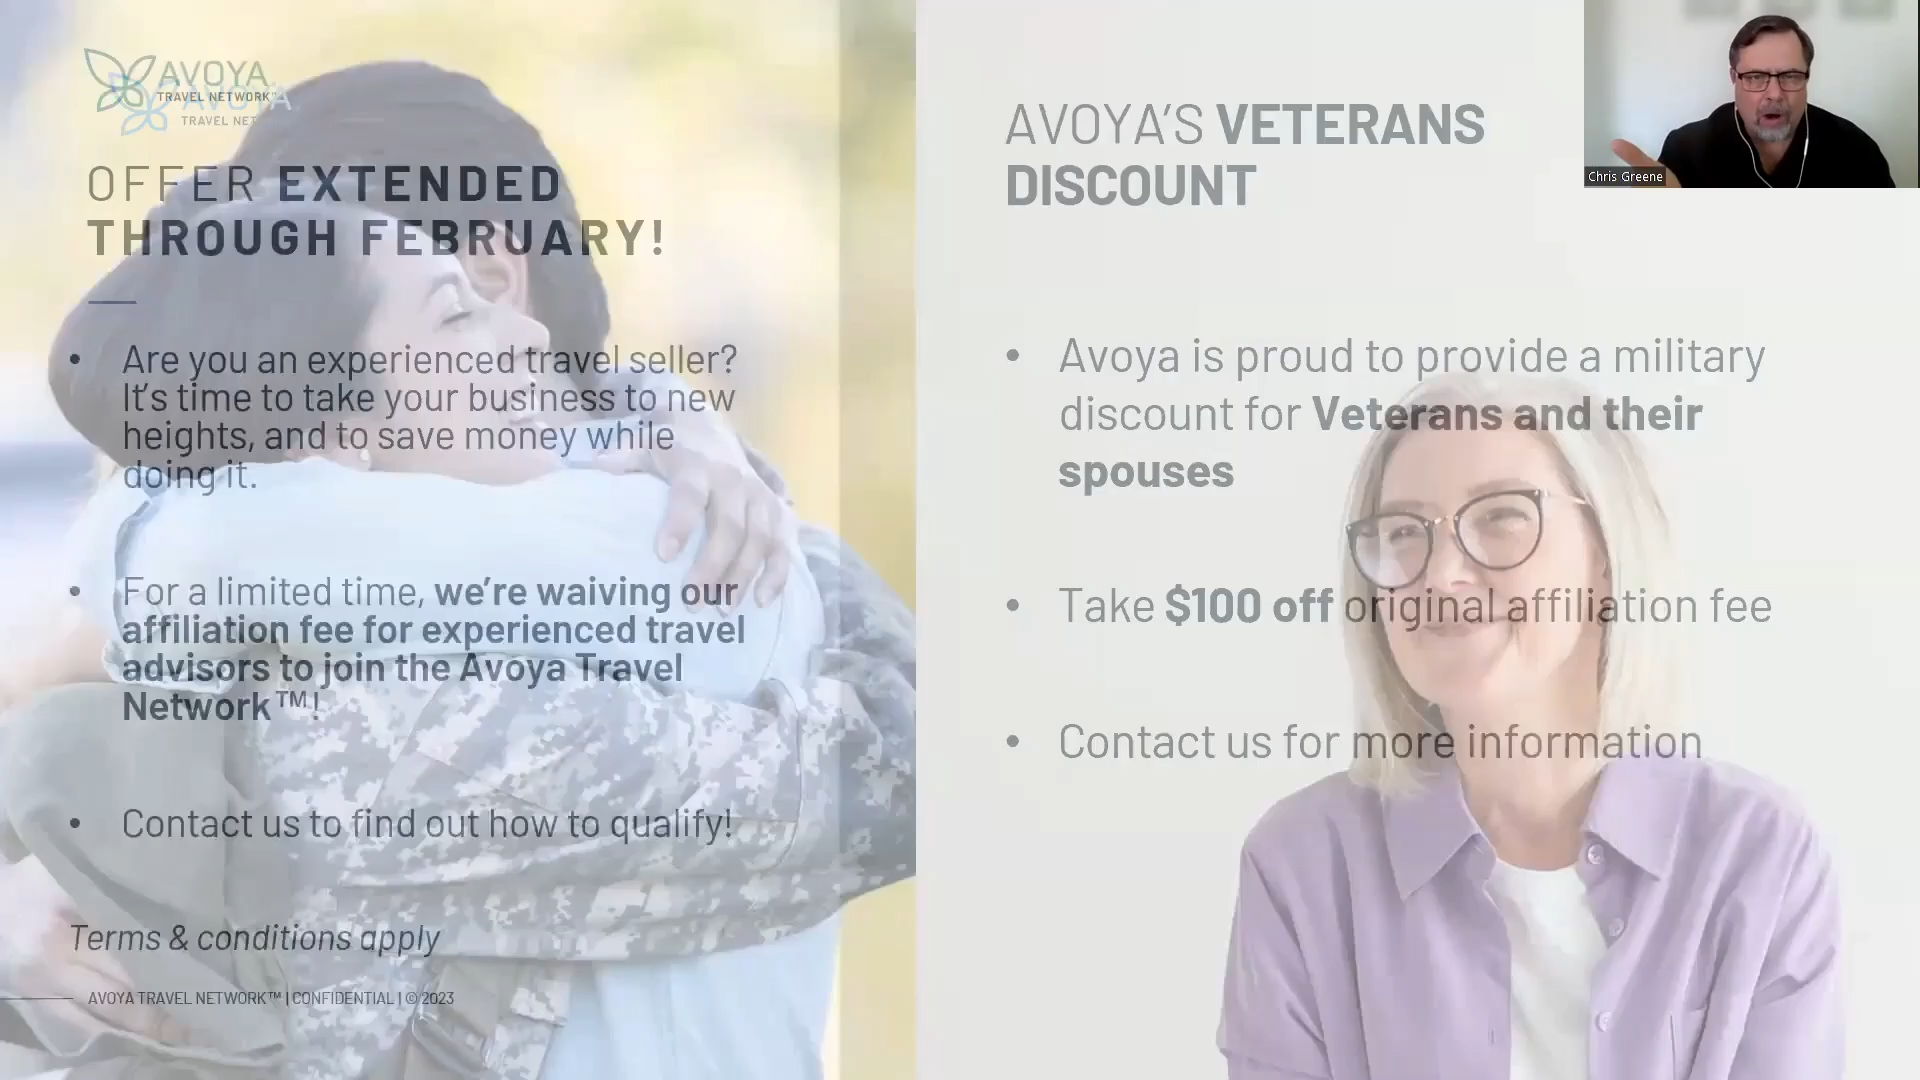 AVOYA
TRAVEL NETWORK™
AVOYA
TRAVEL NET
OFFER EXTENDED
THROUGH FEBRUARY!
• Are you an experienced travel seller?
It's time to take your business to new
heights, and to save money while
doing it.
• For a limited time, we're waiving our
affiliation fee for experienced travel
advisors to join the Avoya Travel
Network™!
• Contact us to find out how to qualify!
Terms & conditions apply
AVOYA TRAVEL NETWORK™ | CONFIDENTIAL | © 2023
AVOYA'S VETERANS
DISCOUNT
• Avoya is proud to provide a military
discount for Veterans and their
spouses
• Take $100 off original affiliation fee
• Contact us for more information
Chris Greene